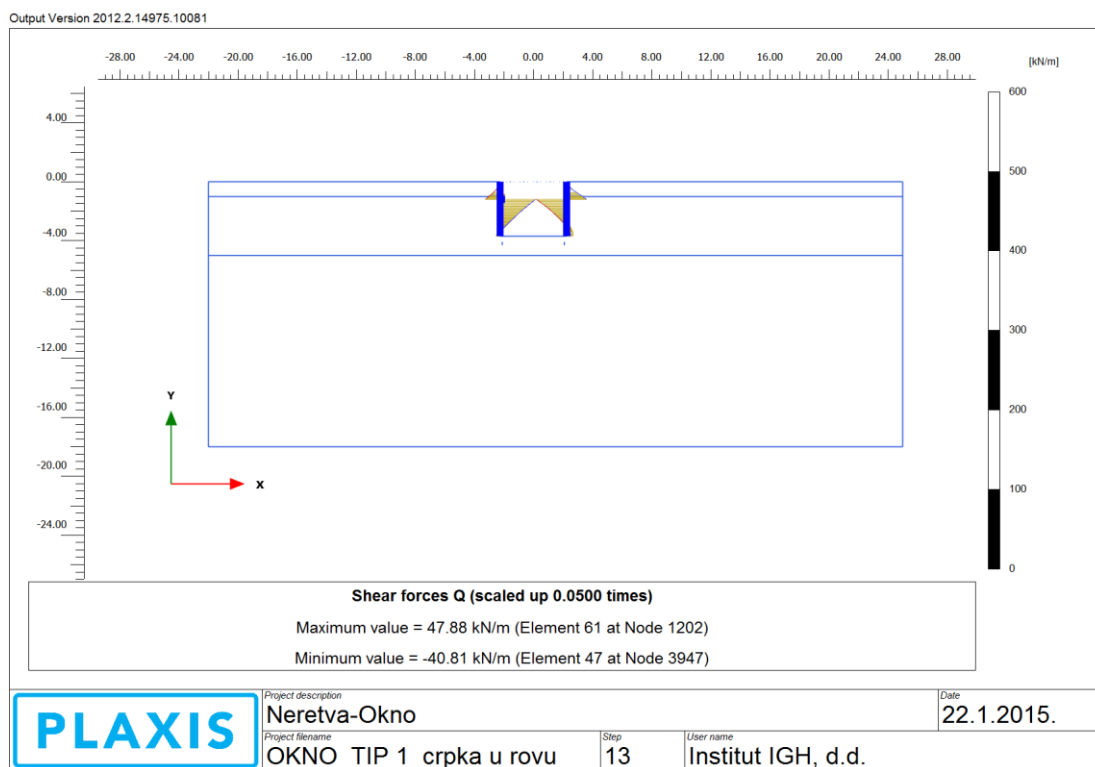 Output Version 2012.2.14975.10081
-28.00 -24.00 -20.00 -16.00 -12.00 -8.00 -4.00 0.00 4.00 8.00 12.00 16.00 20.00 24.00 28.00
[kN/m]
600
4.00
500
0.00
400
-4.00
-8.00
300
-12.00
Y
200
-16.00
-20.00
X
100
-24.00
0
Shear forces Q (scaled up 0.0500 times)
Maximum value = 47.88 kN/m (Element 61 at Node 1202)
Minimum value = -40.81 kN/m (Element 47 at Node 3947)
PLAXIS
Project description
Neretva-Okno
Date
22.1.2015.
Project filename
OKNO TIP 1 crpka u rovu
Step
13
User name
Institut IGH, d.d.